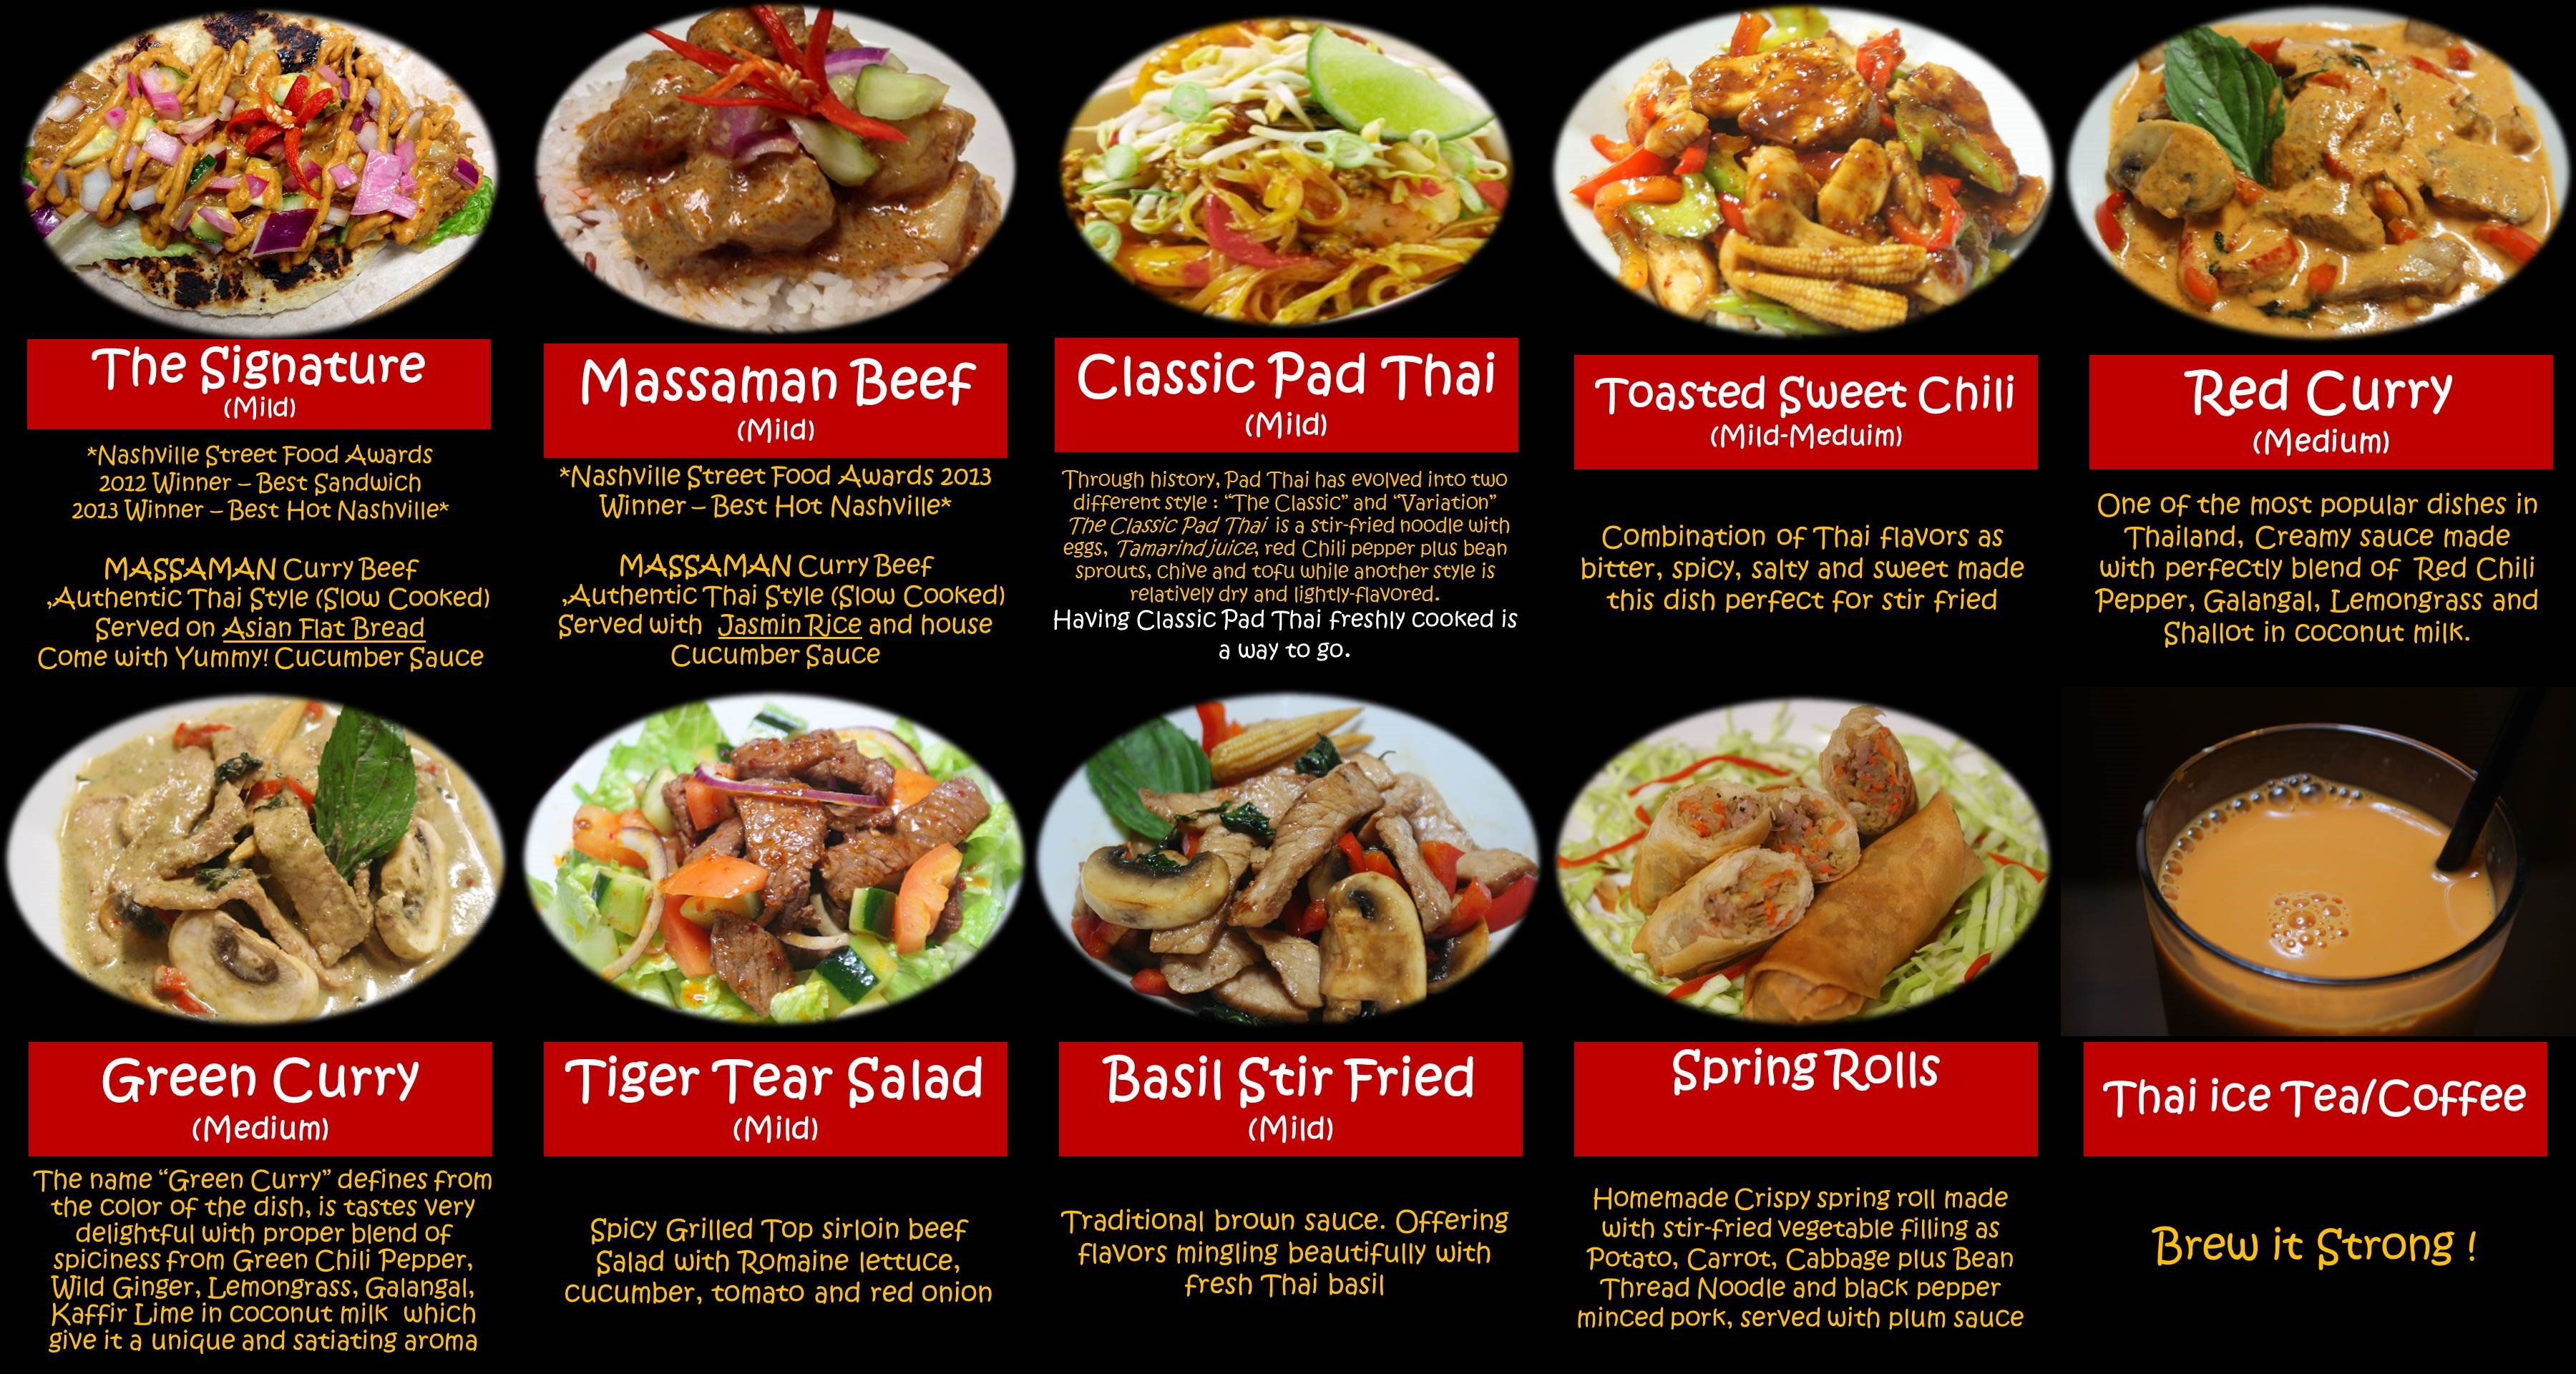 The Signature
(Mild)
*Nashville Street Food Awards
2012 Winner – Best Sandwich
2013 Winner – Best Hot Nashville*
MASSAMAN Curry Beef
,Authentic Thai Style (Slow Cooked)
Served on Asian Flat Bread
Come with Yummy! Cucumber Sauce
Massaman Beef
(Mild)
*Nashville Street Food Awards 2013
Winner – Best Hot Nashville*
MASSAMAN Curry Beef
,Authentic Thai Style (Slow Cooked)
Served with Jasmin Rice and house
Cucumber Sauce
Classic Pad Thai
(Mild)
Through history, Pad Thai has evolved into two
different style : “The Classic” and “Variation”
The Classic Pad Thai is a stir-fried noodle with
eggs, Tamarind juice, red Chili pepper plus bean
sprouts, chive and tofu while another style is
relatively dry and lightly-flavored.
Having Classic Pad Thai freshly cooked is
a way to go.
Toasted Sweet Chili
(Mild-Meduim)
Combination of Thai flavors as
bitter, spicy, salty and sweet made
this dish perfect for stir fried
Red Curry
(Medium)
One of the most popular dishes in
Thailand, Creamy sauce made
with perfectly blend of Red Chili
Pepper, Galangal, Lemongrass and
Shallot in coconut milk.
Green Curry
(Medium)
The name “Green Curry” defines from
the color of the dish, is tastes very
delightful with proper blend of
spiciness from Green Chili Pepper,
Wild Ginger, Lemongrass, Galangal,
Kaffir Lime in coconut milk which
give it a unique and satiating aroma
Tiger Tear Salad
(Mild)
Spicy Grilled Top sirloin beef
Salad with Romaine lettuce,
cucumber, tomato and red onion
Basil Stir Fried
(Mild)
Traditional brown sauce. Offering
flavors mingling beautifully with
fresh Thai basil
Spring Rolls
Homemade Crispy spring roll made
with stir-fried vegetable filling as
Potato, Carrot, Cabbage plus Bean
Thread Noodle and black pepper
minced pork, served with plum sauce
Thai ice Tea/Coffee
Brew it Strong !